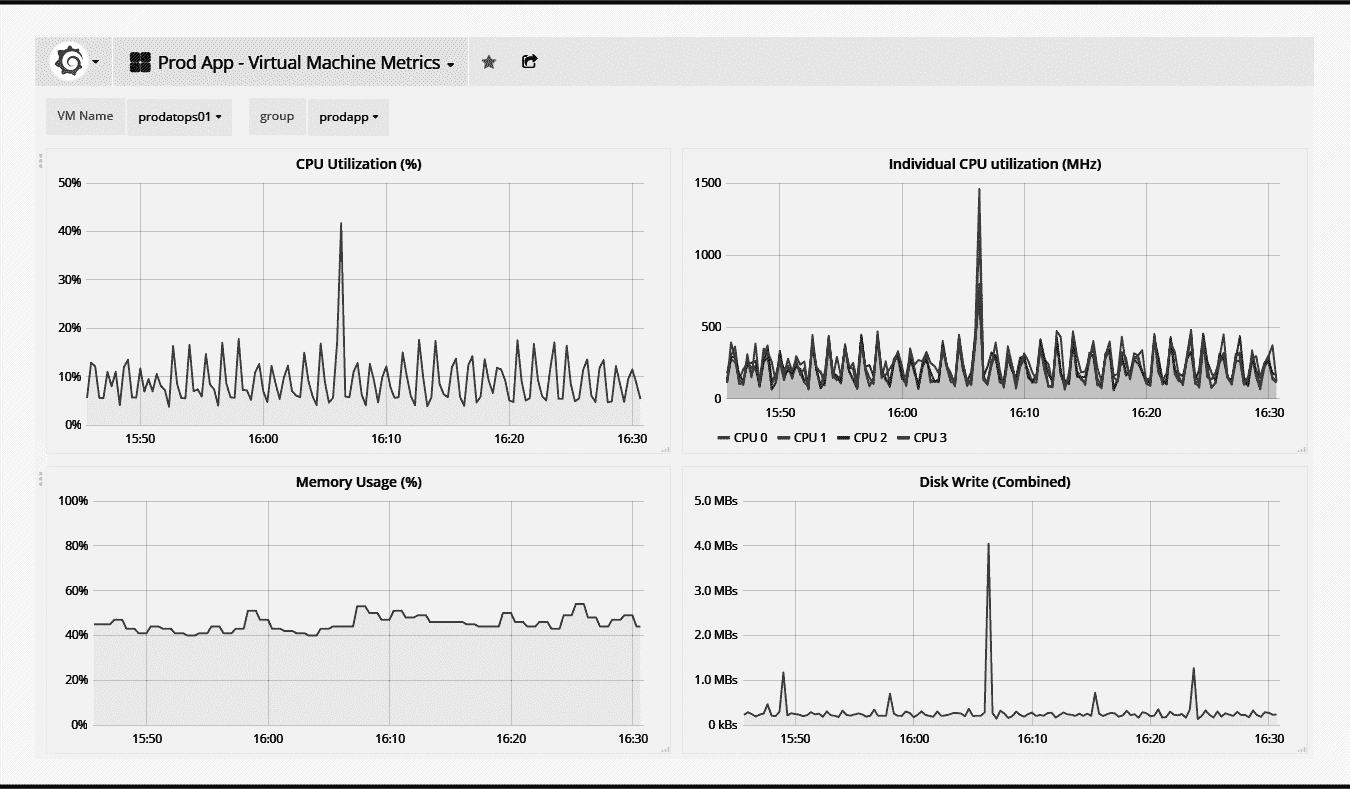 Prod App - Virtual Machine Metrics
VM Name prodatops01 group prodapp
CPU Utilization (%)
50%
40%
30%
20%
10%
0%
15:50 16:00 16:10 16:20 16:30
Individual CPU utilization (MHz)
1500
1000
500
0
15:50 16:00 16:10 16:20 16:30
CPU 0 CPU 1 CPU 2 CPU 3
Memory Usage (%)
100%
80%
60%
40%
20%
0%
15:50 16:00 16:10 16:20 16:30
Disk Write (Combined)
5.0 MBs
4.0 MBs
3.0 MBs
2.0 MBs
1.0 MBs
0 kBs
15:50 16:00 16:10 16:20 16:30